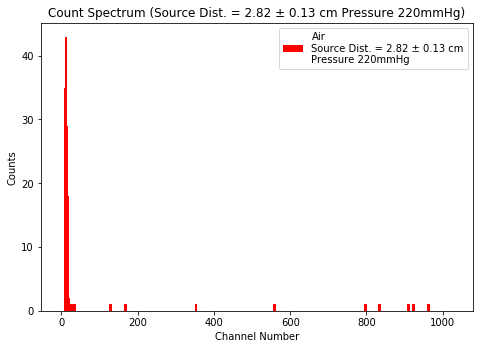 Count Spectrum (Source Dist. = 2.82 ± 0.13 cm Pressure 220mmHg)
Air
Source Dist. = 2.82 ± 0.13 cm
Pressure 220mmHg
Counts
40
30
20
10
0
0 200 400 600 800 1000
Channel Number